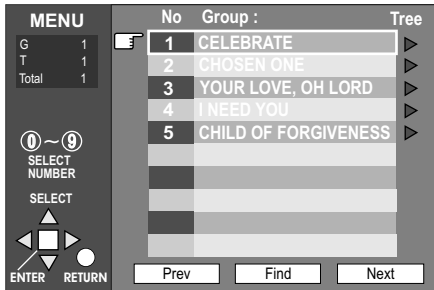 MENU
G 1
T 1
Total 1
0 ~ 9
SELECT
NUMBER
SELECT
ENTER RETURN
No Group : Tree
1 CELEBRATE
2 CHOSEN ONE
3 YOUR LOVE, OH LORD
4 I NEED YOU
5 CHILD OF FORGIVENESS
Prev Find Next